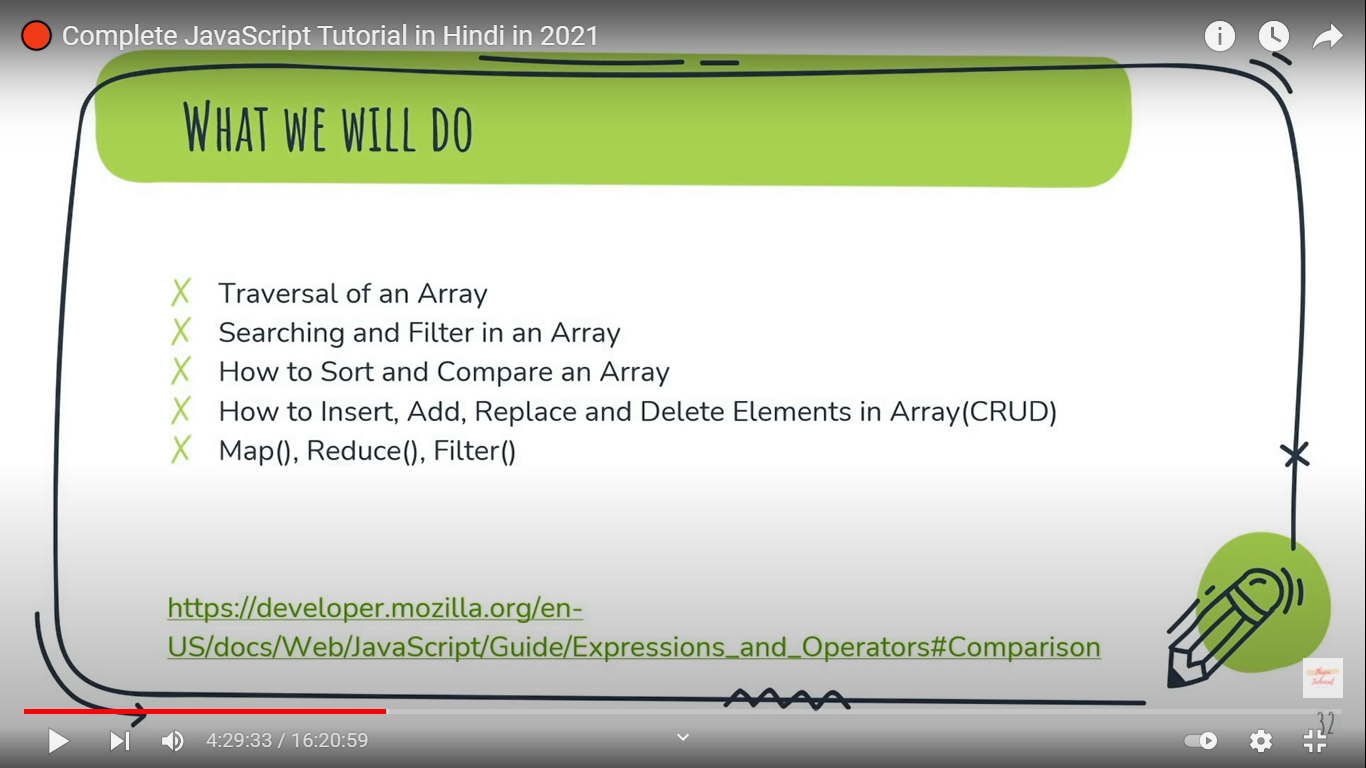 Complete JavaScript Tutorial in Hindi in 2021
What we will do
X Traversal of an Array
X Searching and Filter in an Array
X How to Sort and Compare an Array
X How to Insert, Add, Replace and Delete Elements in Array(CRUD)
X Map(), Reduce(), Filter()
https://developer.mozilla.org/en-
US/docs/Web/JavaScript/Guide/Expressions_and_Operators#Comparison
32
4:29:33 / 16:20:59